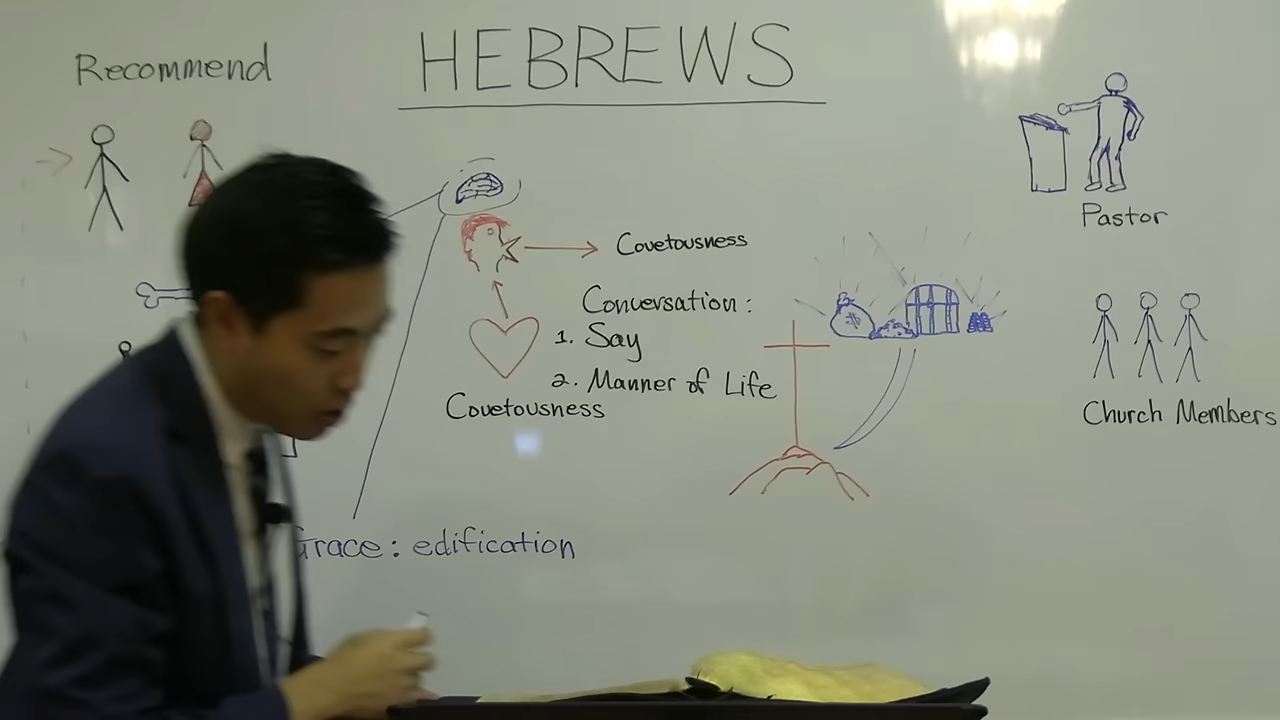 HEBREWS
Recommend
Covetousness
Conversation:
1. Say
2. Manner of Life
Covetousness
$
Grace: edification
Pastor
Church Members